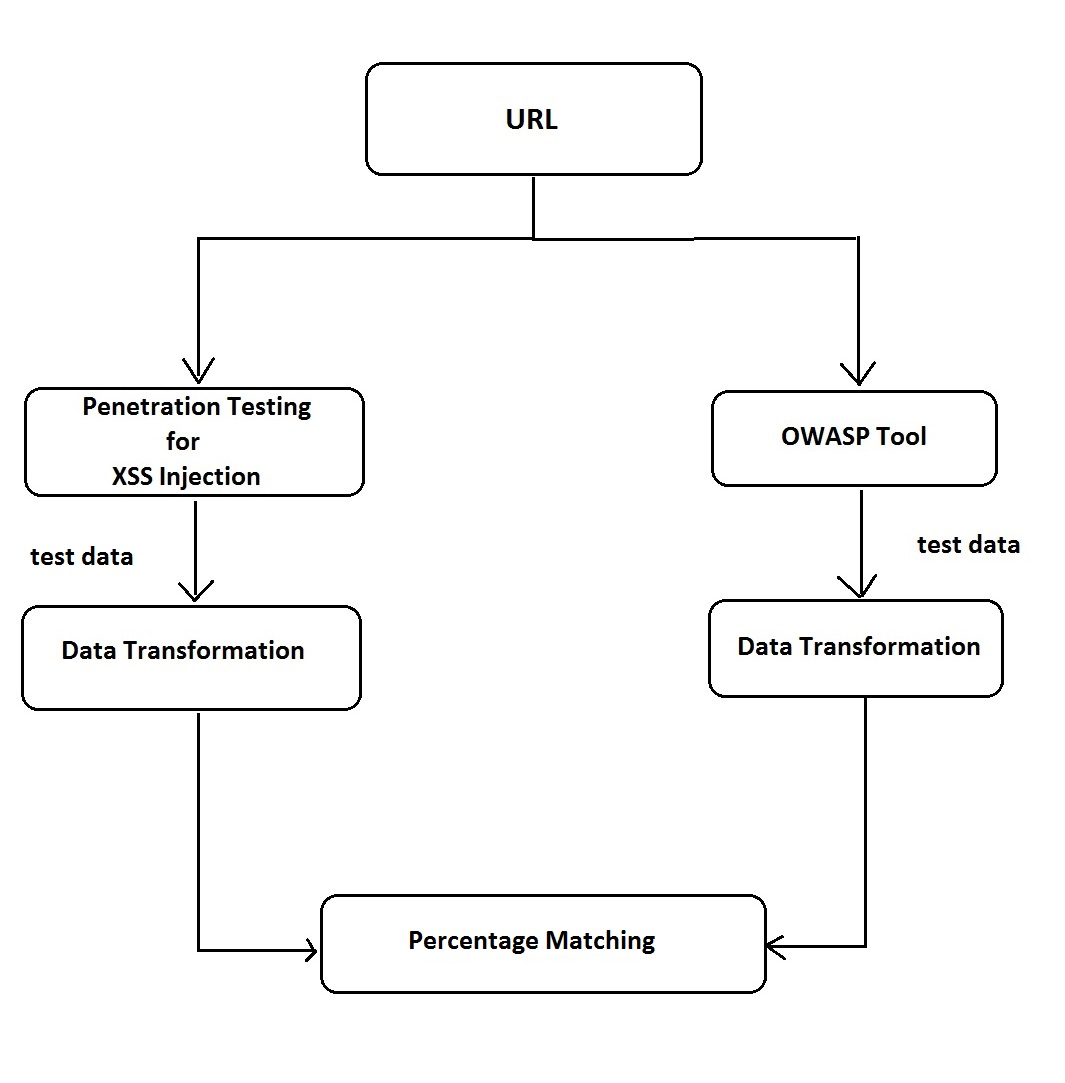 URL
Penetration Testing
for
XSS Injection
OWASP Tool
test data
test data
Data Transformation
Data Transformation
Percentage Matching